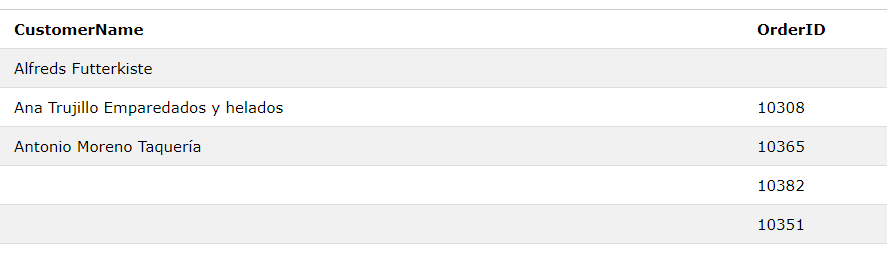 CustomerName OrderID
Alfreds Futterkiste
Ana Trujillo Emparedados y helados 10308
Antonio Moreno Taquería 10365
10382
10351